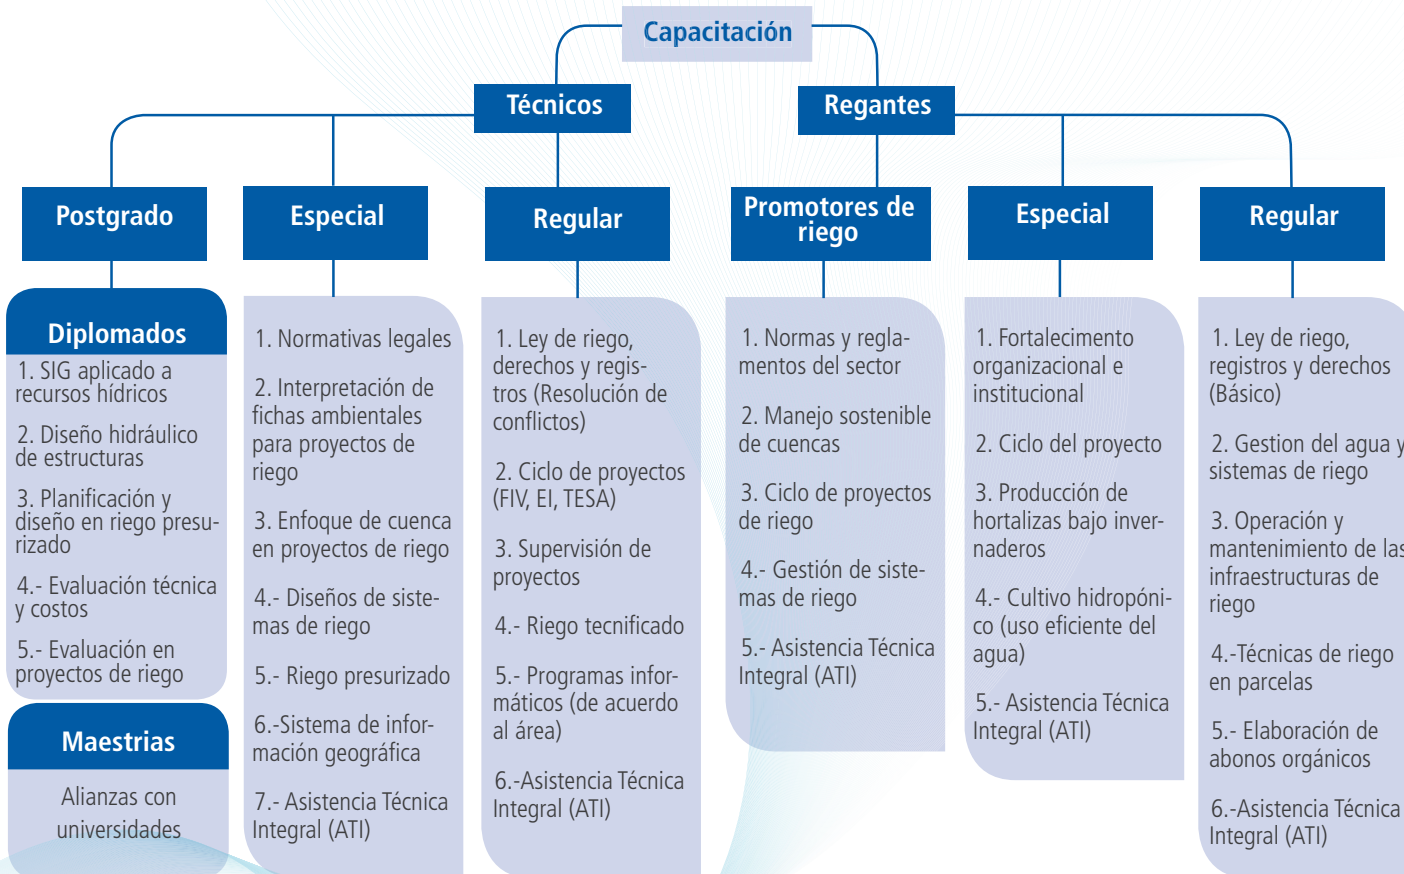 Capacitación
Técnicos
Regantes
Postgrado
Especial
Regular
Promotores de
riego
Especial
Regular
Diplomados
1. SIG aplicado a
recursos hídricos
2. Diseño hidráulico
de estructuras
3. Planificación y
diseño en riego presu-
rizado
4.- Evaluación técnica
y costos
5.- Evaluación en
proyectos de riego
Maestrias
Alianzas con
universidades
1. Normativas legales
2. Interpretación de
fichas ambientales
para proyectos de
riego
3. Enfoque de cuenca
en proyectos de riego
4.- Diseños de siste-
mas de riego
5.- Riego presurizado
6.-Sistema de infor-
mación geográfica
7.- Asistencia Técnica
Integral (ATI)
1. Ley de riego,
derechos y regis-
tros (Resolución de
conflictos)
2. Ciclo de proyectos
(FIV, EI, TESA)
3. Supervisión de
proyectos
4.- Riego tecnificado
5.- Programas infor-
máticos (de acuerdo
al área)
6.-Asistencia Técnica
Integral (ATI)
1. Normas y regla-
mentos del sector
2. Manejo sostenible
de cuencas
3. Ciclo de proyectos
de riego
4.- Gestión de siste-
mas de riego
5.- Asistencia Técnica
Integral (ATI)
1. Fortalecimento
organizacional e
institucional
2. Ciclo del proyecto
3. Producción de
hortalizas bajo inver-
naderos
4.- Cultivo hidropóni-
co (uso eficiente del
agua)
5.- Asistencia Técnica
Integral (ATI)
1. Ley de riego,
registros y derechos
(Básico)
2. Gestion del agua y
sistemas de riego
3. Operación y
mantenimiento de las
infraestructuras de
riego
4.-Técnicas de riego
en parcelas
5.- Elaboración de
abonos orgánicos
6.-Asistencia Técnica
Integral (ATI)